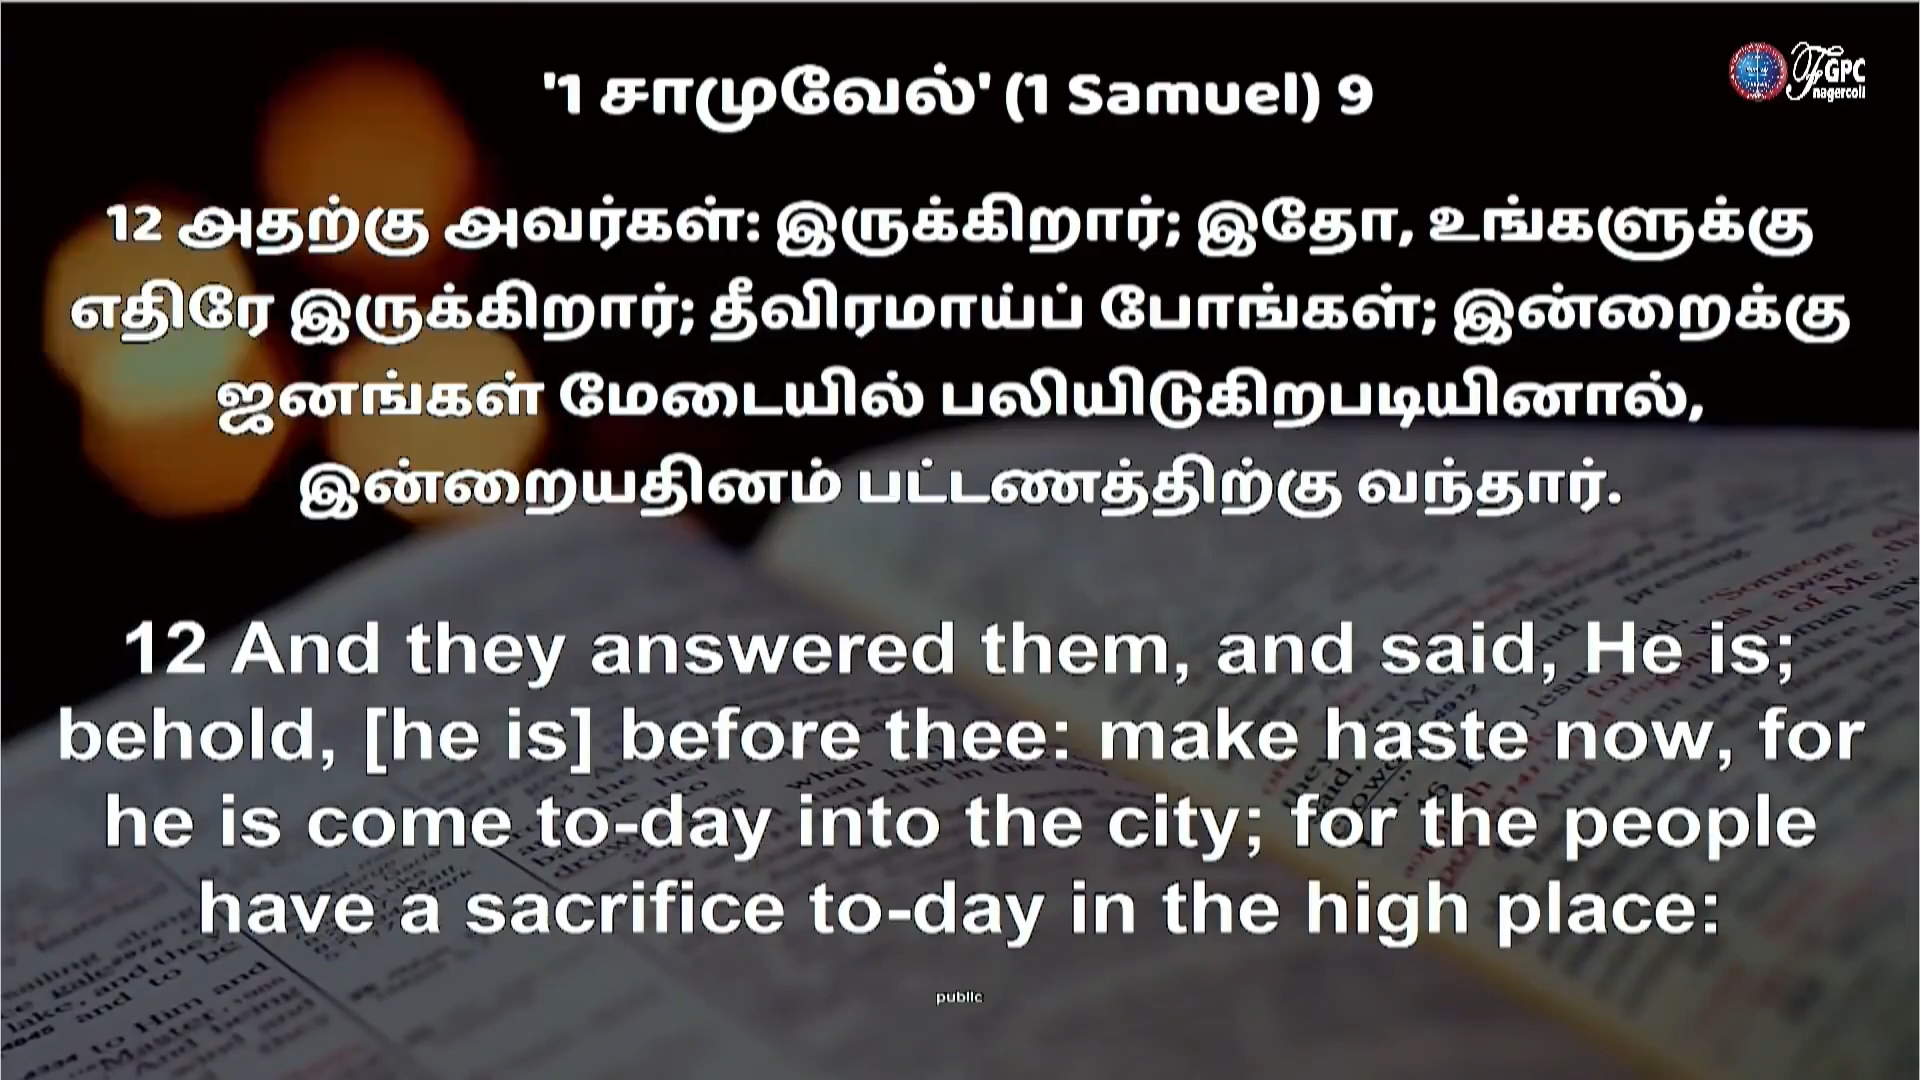 '1 சாமுவேல்' (1 Samuel) 9
FGPC
nagercoil
12 அதற்கு அவர்கள்: இருக்கிறார்; இதோ, உங்களுக்கு
எதிரே இருக்கிறார்; தீவிரமாய்ப் போங்கள்; இன்றைக்கு
ஜனங்கள் மேடையில் பலியிடுகிறபடியினால்,
இன்றையதினம் பட்டணத்திற்கு வந்தார்.
12 And they answered them, and said, He is;
behold, [he is] before thee: make haste now, for
he is come to-day into the city; for the people
have a sacrifice to-day in the high place:
public